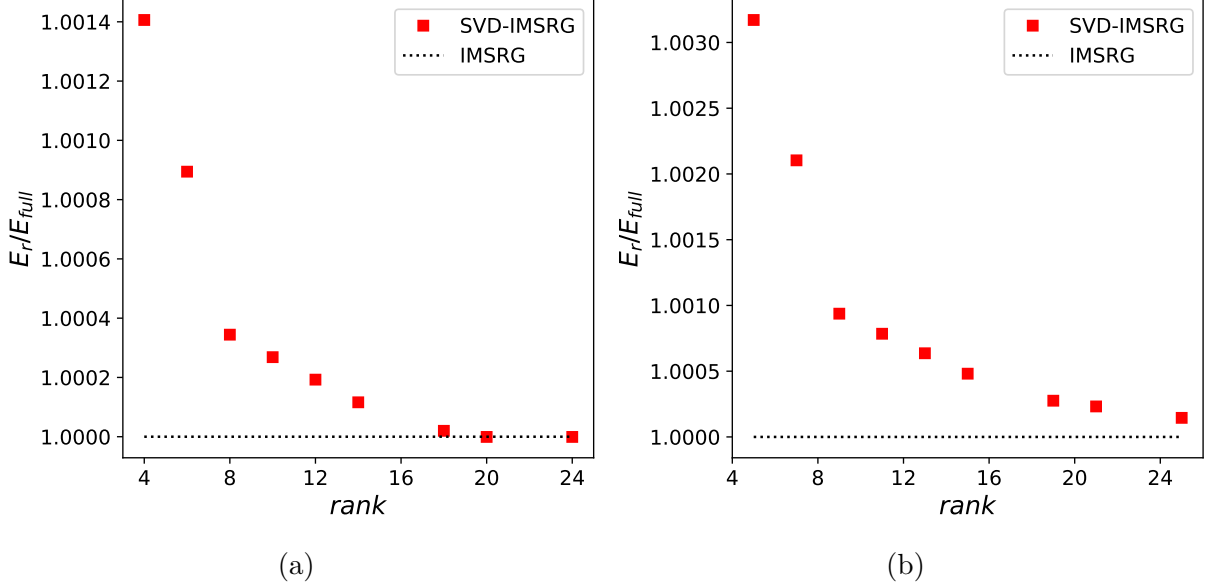 1.0014
1.0012
1.0010
1.0008
1.0006
1.0004
1.0002
1.0000
E_r/E_full
4 8 12 16 20 24
rank
SVD-IMSRG
IMSRG
(a)
1.0030
1.0025
1.0020
1.0015
1.0010
1.0005
1.0000
E_r/E_full
4 8 12 16 20 24
rank
SVD-IMSRG
IMSRG
(b)